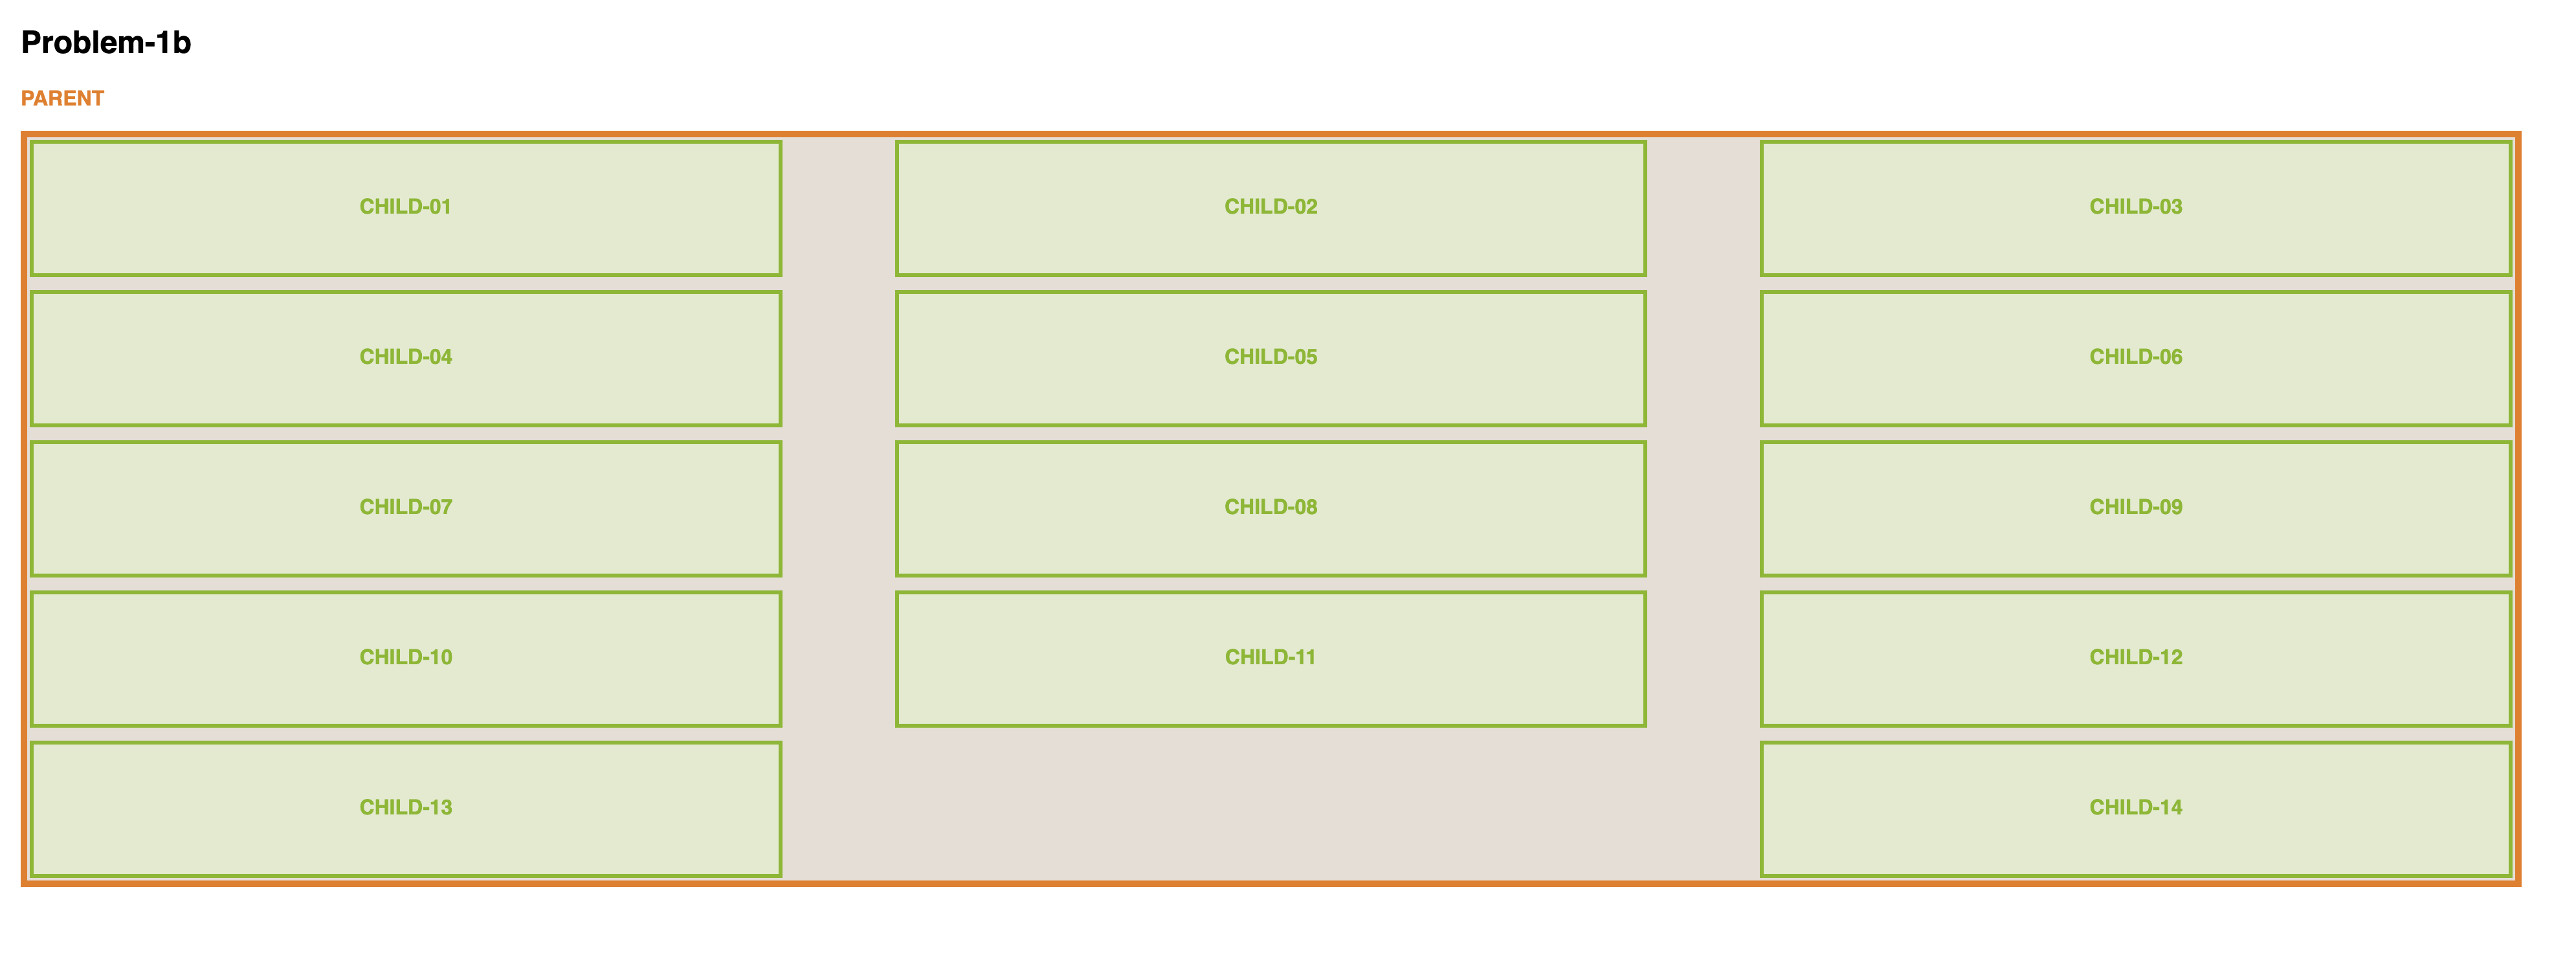 Problem-1b
PARENT
CHILD-01 CHILD-02 CHILD-03
CHILD-04 CHILD-05 CHILD-06
CHILD-07 CHILD-08 CHILD-09
CHILD-10 CHILD-11 CHILD-12
CHILD-13 CHILD-14